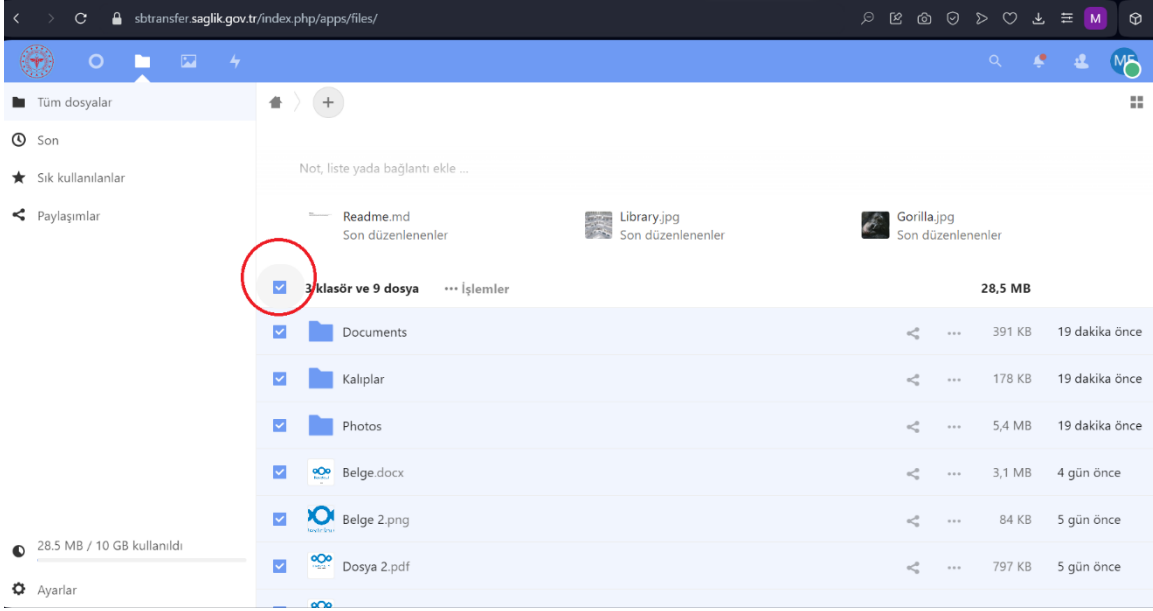 sbtransfer.saglik.gov.tr/index.php/apps/files/
M
MF
Tüm dosyalar
Son
Sık kullanılanlar
Paylaşımlar
+
Not, liste yada bağlantı ekle ...
Readme.md
Son düzenlenenler
Library.jpg
Son düzenlenenler
Gorilla.jpg
Son düzenlenenler
3 klasör ve 9 dosya ••• İşlemler 28,5 MB
Documents 391 KB 19 dakika önce
Kalıplar 178 KB 19 dakika önce
Photos 5,4 MB 19 dakika önce
Belge.docx 3,1 MB 4 gün önce
Belge 2.png 84 KB 5 gün önce
Dosya 2.pdf 797 KB 5 gün önce
28.5 MB / 10 GB kullanıldı
Ayarlar